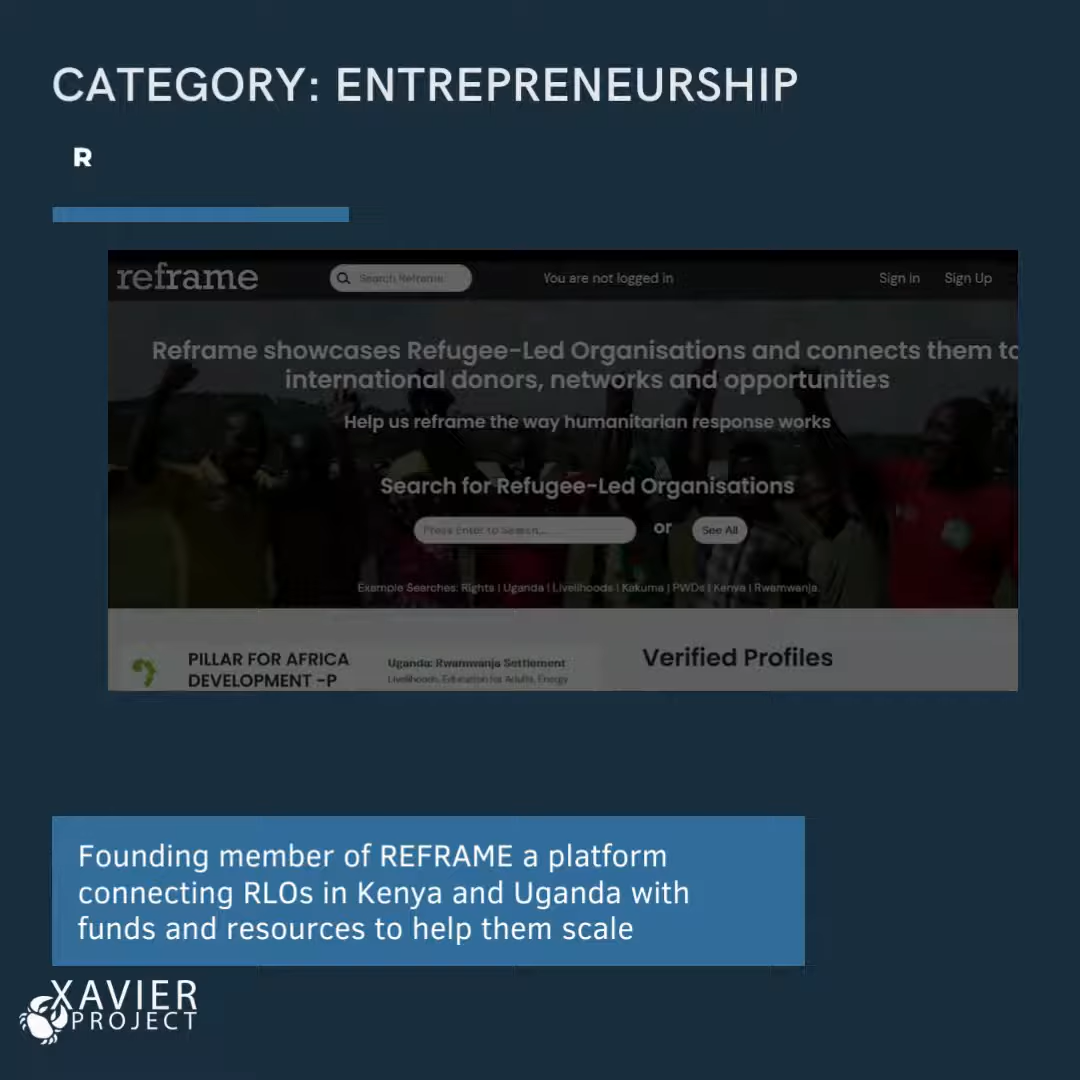 CATEGORY: ENTREPRENEURSHIP
R
reframe
Search Reframe
You are not logged in
Sign In
Sign Up
Reframe showcases Refugee-Led Organisations and connects them to
international donors, networks and opportunities
Help us reframe the way humanitarian response works
Search for Refugee-Led Organisations
Press Enter to Search...
or
See All
Example Searches: Rights | Uganda | Livelihoods | Kakuma | PWDs | Kenya | Rwamwanja.
PILLAR FOR AFRICA
DEVELOPMENT -P
Uganda: Rwamwanja Settlement
Livelihoods, Education for Adults, Energy
Verified Profiles
Founding member of REFRAME a platform
connecting RLOs in Kenya and Uganda with
funds and resources to help them scale
XAVIER
PROJECT